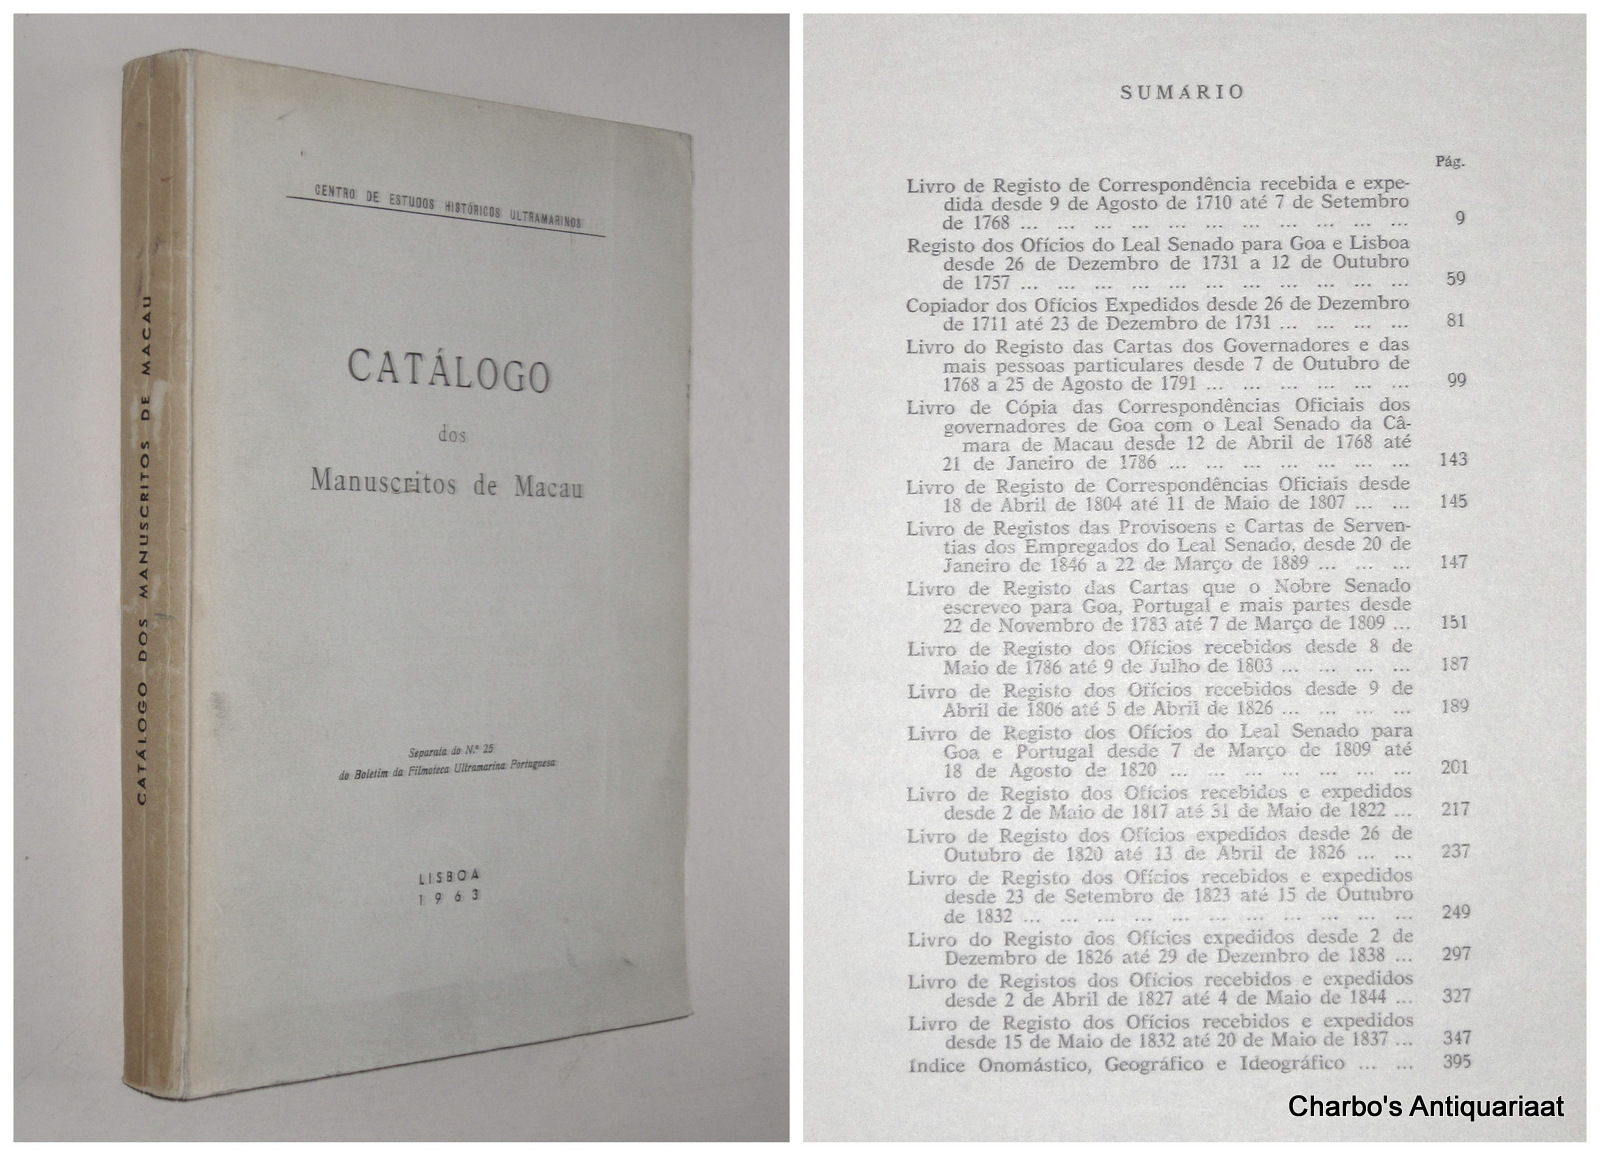 CENTRO DE ESTUDOS HISTÓRICOS ULTRAMARINOS
CATÁLOGO
dos
Manuscritos de Macau
Separata do N.º 25
do Boletim da Filmoteca Ultramarina Portuguesa
LISBOA
1963
CATÁLOGO DOS MANUSCRITOS DE MACAU
SUMÁRIO
Pág.
Livro de Registo de Correspondência recebida e expe-
dida desde 9 de Agosto de 1710 até 7 de Setembro
de 1768 ... ... ... ... ... ... ... ... ... ... ... 9
Registo dos Ofícios do Leal Senado para Goa e Lisboa
desde 26 de Dezembro de 1731 a 12 de Outubro
de 1757 ... ... ... ... ... ... ... ... ... ... ... 59
Copiador dos Ofícios Expedidos desde 26 de Dezembro
de 1711 até 23 de Dezembro de 1731 ... ... ... ... 81
Livro do Registo das Cartas dos Governadores e das
mais pessoas particulares desde 7 de Outubro de
1768 a 25 de Agosto de 1791 ... ... ... ... ... ... 99
Livro de Cópia das Correspondências Oficiais dos
governadores de Goa com o Leal Senado da Câ-
mara de Macau desde 12 de Abril de 1768 até
21 de Janeiro de 1786 ... ... ... ... ... ... ... 143
Livro de Registo de Correspondências Oficiais desde
18 de Abril de 1804 até 11 de Maio de 1807 ... ... 145
Livro de Registos das Provisoens e Cartas de Serven-
tias dos Empregados do Leal Senado, desde 20 de
Janeiro de 1846 a 22 de Março de 1889 ... ... ... 147
Livro de Registo das Cartas que o Nobre Senado
escreveo para Goa, Portugal e mais partes desde
22 de Novembro de 1783 até 7 de Março de 1809 ... 151
Livro de Registo dos Ofícios recebidos desde 8 de
Maio de 1786 até 9 de Julho de 1803 ... ... ... ... 187
Livro de Registo dos Ofícios recebidos desde 9 de
Abril de 1806 até 5 de Abril de 1826 ... ... ... ... 189
Livro de Registo dos Ofícios do Leal Senado para
Goa e Portugal desde 7 de Março de 1809 até
18 de Agosto de 1820 ... ... ... ... ... ... ... 201
Livro de Registo dos Ofícios recebidos e expedidos
desde 2 de Maio de 1817 até 31 de Maio de 1822 ... 217
Livro de Registo dos Ofícios expedidos desde 26 de
Outubro de 1820 até 13 de Abril de 1826 ... ... 237
Livro de Registo dos Ofícios recebidos e expedidos
desde 23 de Setembro de 1823 até 15 de Outubro
de 1832 ... ... ... ... ... ... ... ... ... ... ... 249
Livro do Registo dos Ofícios expedidos desde 2 de
Dezembro de 1826 até 29 de Dezembro de 1838 ... 297
Livro de Registos dos Ofícios recebidos e expedidos
desde 2 de Abril de 1827 até 4 de Maio de 1844 ... 327
Livro de Registo dos Ofícios recebidos e expedidos
desde 15 de Maio de 1832 até 20 de Maio de 1837 ... 347
Índice Onomástico, Geográfico e Ideográfico ... ... 395
Charbo's Antiquariaat